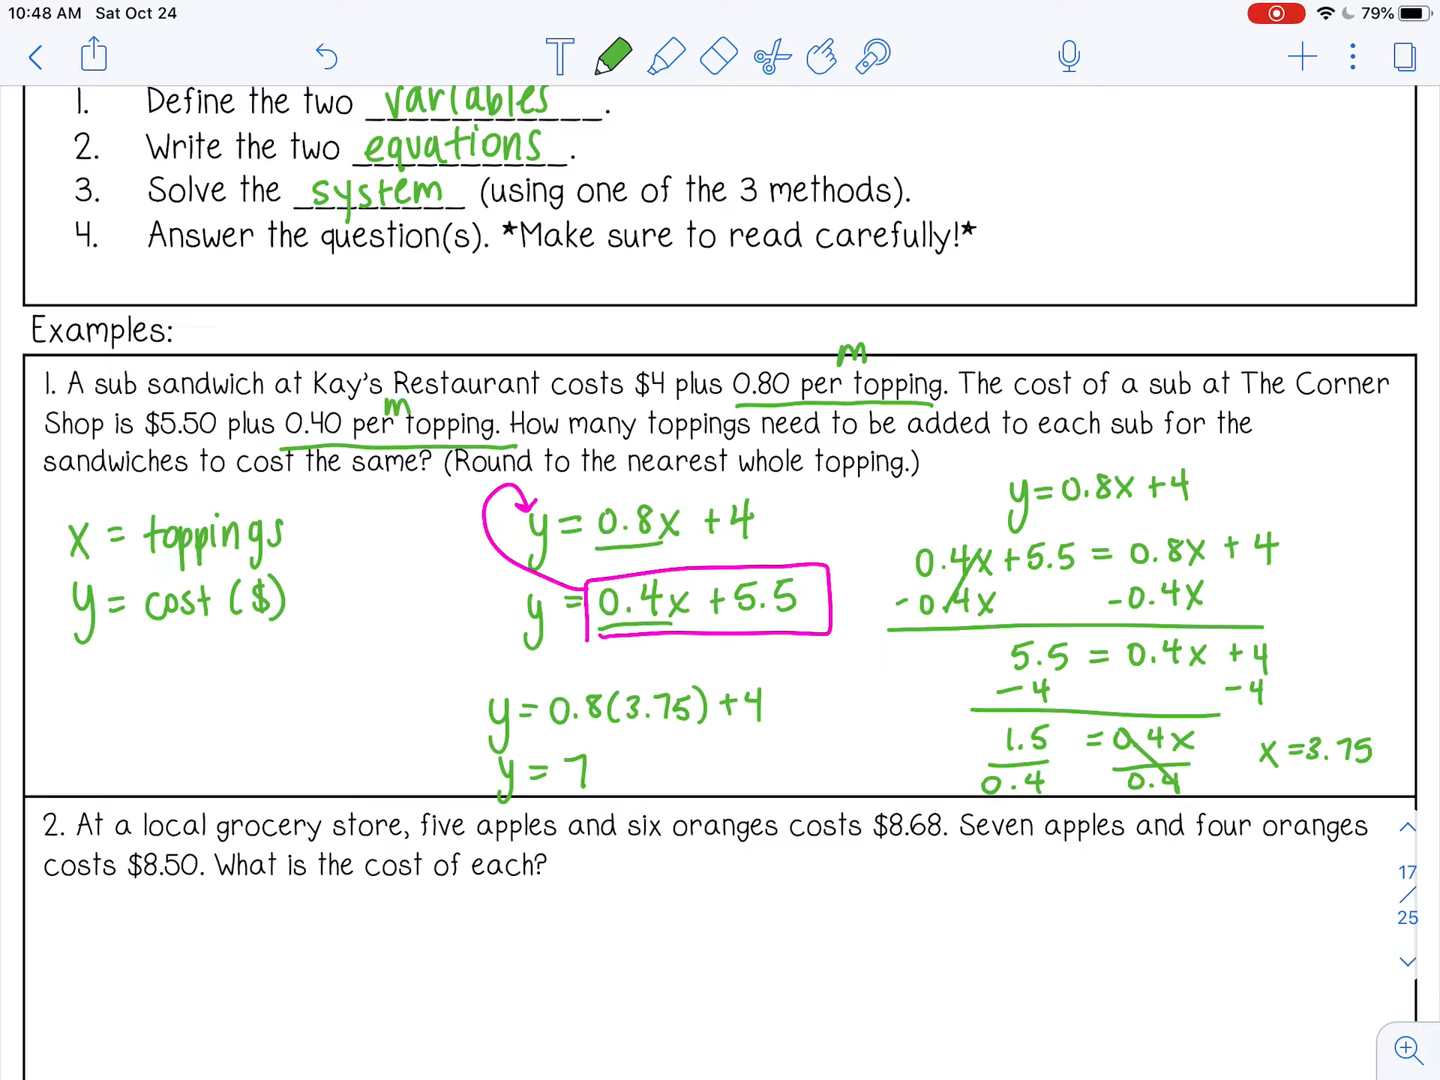 10:48 AM Sat Oct 24
79%
T
1. Define the two variables.
2. Write the two equations.
3. Solve the system (using one of the 3 methods).
4. Answer the question(s). *Make sure to read carefully!*
Examples:
m
1. A sub sandwich at Kay's Restaurant costs $4 plus 0.80 per topping. The cost of a sub at The Corner
m
Shop is $5.50 plus 0.40 per topping. How many toppings need to be added to each sub for the
sandwiches to cost the same? (Round to the nearest whole topping.)
x = toppings
y = cost ($)
y = 0.8x + 4
y = 0.4x + 5.5
y = 0.8(3.75) + 4
y = 7
y = 0.8x + 4
0.4x + 5.5 = 0.8x + 4
- 0.4x - 0.4x
5.5 = 0.4x + 4
- 4 - 4
1.5 = 0.4x
0.4 0.4
x = 3.75
2. At a local grocery store, five apples and six oranges costs $8.68. Seven apples and four oranges
costs $8.50. What is the cost of each?
17
/
25